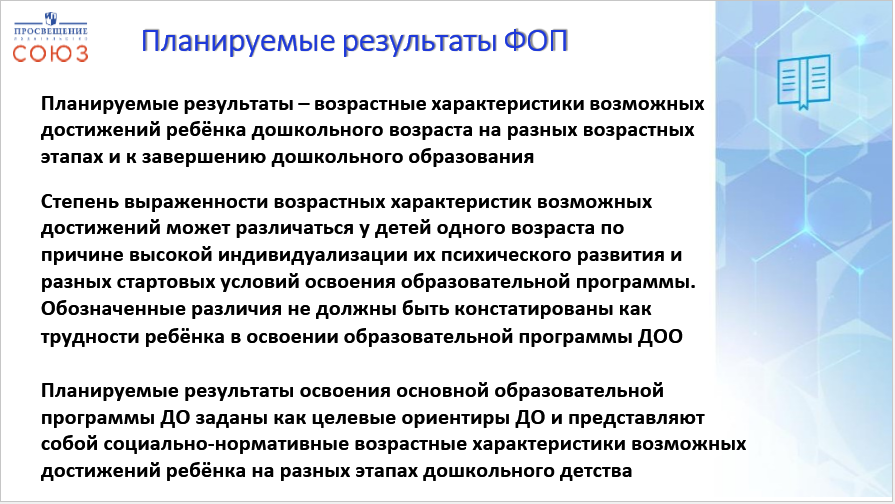 ПРОСВЕЩЕНИЕ
ИЗДАТЕЛЬСТВО
СОЮЗ
Планируемые результаты ФОП
Планируемые результаты – возрастные характеристики возможных
достижений ребёнка дошкольного возраста на разных возрастных
этапах и к завершению дошкольного образования
Степень выраженности возрастных характеристик возможных
достижений может различаться у детей одного возраста по
причине высокой индивидуализации их психического развития и
разных стартовых условий освоения образовательной программы.
Обозначенные различия не должны быть констатированы как
трудности ребёнка в освоении образовательной программы ДОО
Планируемые результаты освоения основной образовательной
программы ДО заданы как целевые ориентиры ДО и представляют
собой социально-нормативные возрастные характеристики возможных
достижений ребёнка на разных этапах дошкольного детства